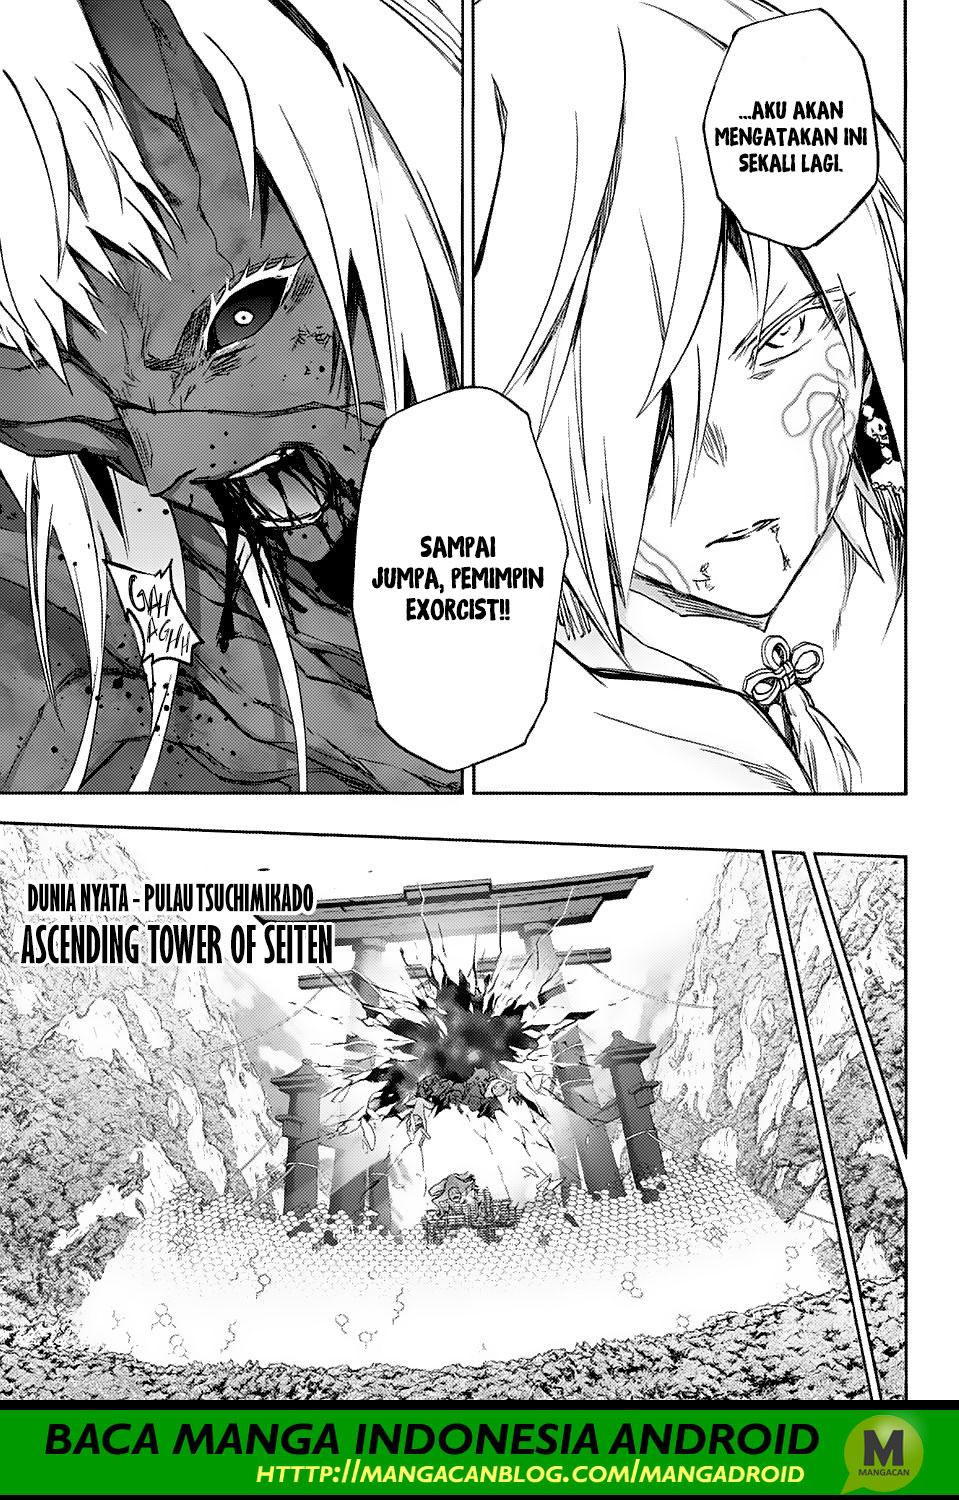 ...AKU AKAN
MENGATAKAN INI
SEKALI LAGI.
SAMPAI
JUMPA, PEMIMPIN
EXORCIST!!
GAH
AGHH
DUNIA NYATA - PULAU TSUCHIMIKADO
ASCENDING TOWER OF SEITEN
BACA MANGA INDONESIA ANDROID
HTTTP://MANGACANBLOG.COM/MANGADROID
M
MANGACAN